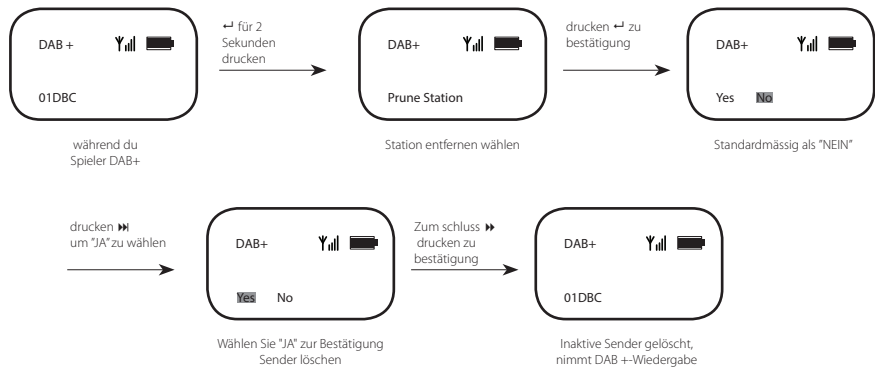 DAB +
01DBC
während du
Spieler DAB+
↵ für 2
Sekunden
drucken
DAB+
Prune Station
Station entfernen wählen
drucken ↵ zu
bestätigung
DAB+
Yes No
Standardmässig als "NEIN"
drucken ⏭
um "JA" zu wählen
DAB+
Yes No
Wählen Sie "JA" zur Bestätigung
Sender löschen
Zum schluss ⏩
drucken zu
bestätigung
DAB+
01DBC
Inaktive Sender gelöscht,
nimmt DAB +-Wiedergabe